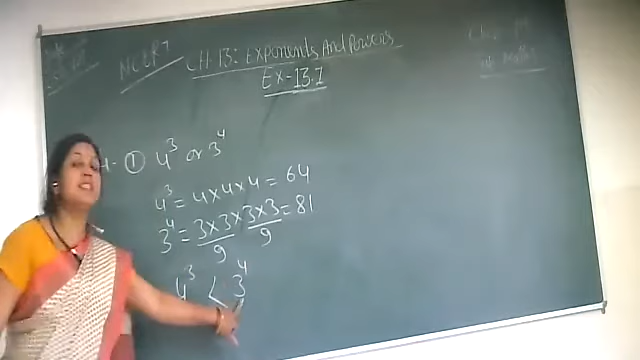 NCERT CH-13: Exponents And Powers
Ex-13.1
① 4³ or 3⁴
4³ = 4×4×4 = 64
3⁴ = 3×3×3×3 = 81
9 9
4³ < 3⁴